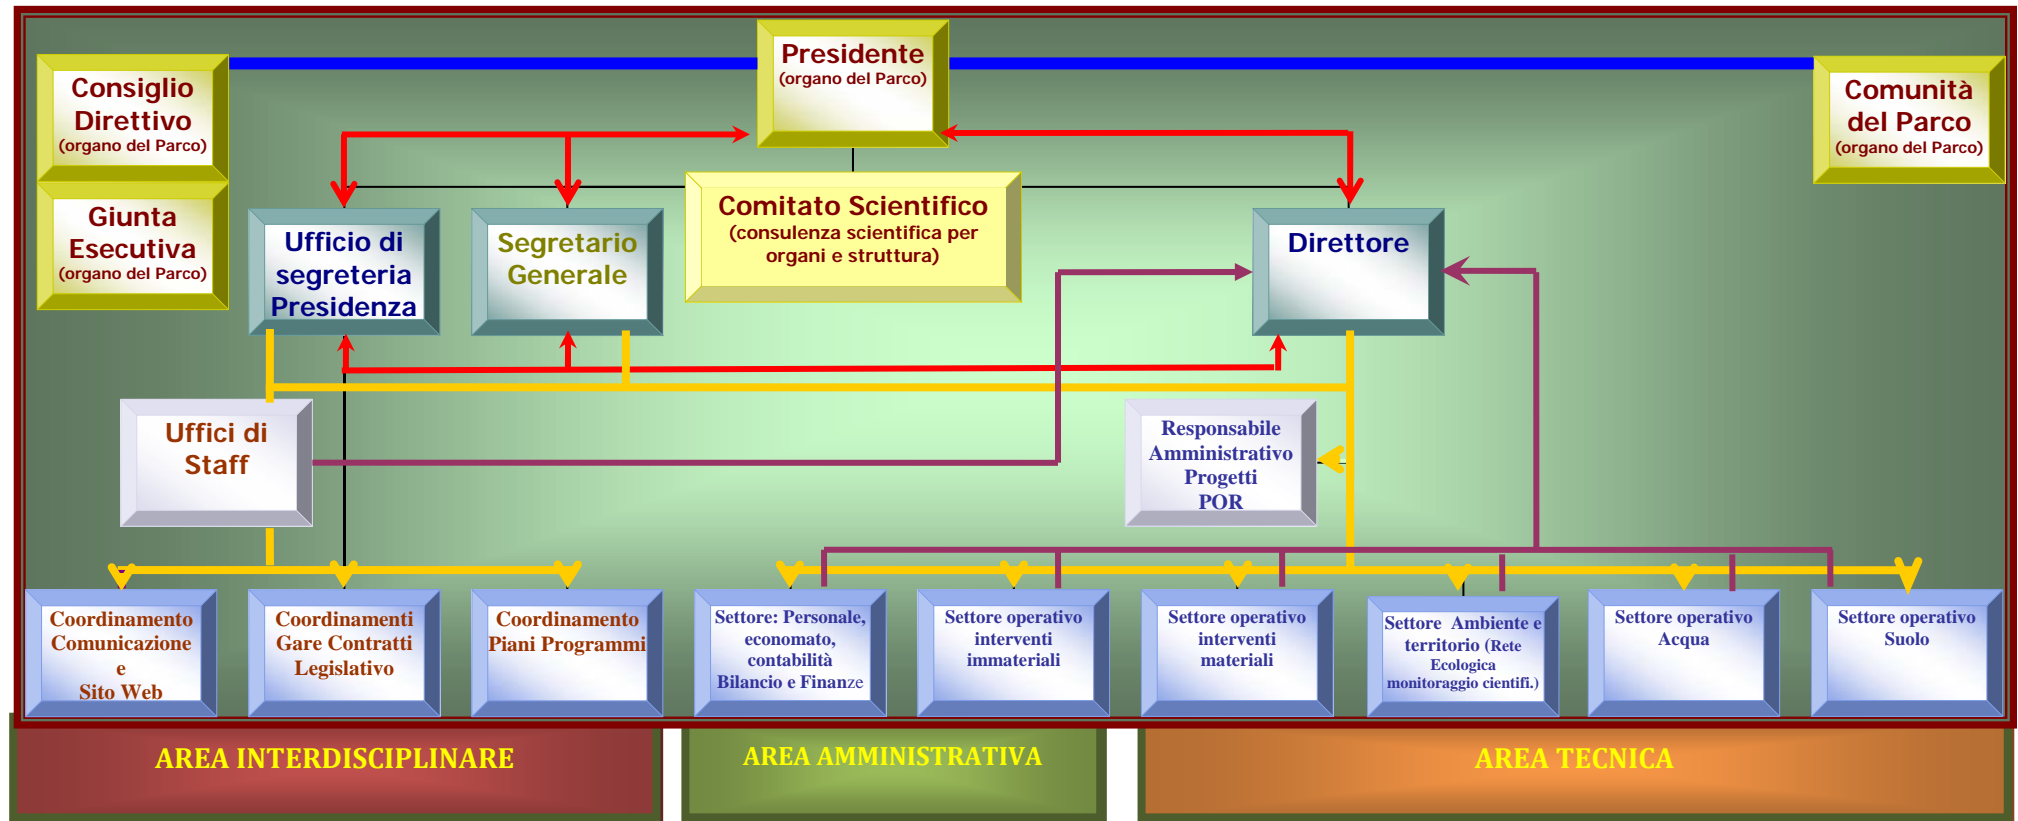 Presidente
(organo del Parco)
Consiglio
Direttivo
(organo del Parco)
Comunità
del Parco
(organo del Parco)
Giunta
Esecutiva
(organo del Parco)
Comitato Scientifico
(consulenza scientifica per
organi e struttura)
Ufficio di
segreteria
Presidenza
Segretario
Generale
Direttore
Uffici di
Staff
Responsabile
Amministrativo
Progetti
POR
Coordinamento
Comunicazione
e
Sito Web
Coordinamenti
Gare Contratti
Legislativo
Coordinamento
Piani Programmi
Settore: Personale,
economato,
contabilità
Bilancio e Finanze
Settore operativo
interventi
immateriali
Settore operativo
interventi
materiali
Settore Ambiente e
territorio (Rete
Ecologica
monitoraggio cientifi.)
Settore operativo
Acqua
Settore operativo
Suolo
AREA INTERDISCIPLINARE
AREA AMMINISTRATIVA
AREA TECNICA